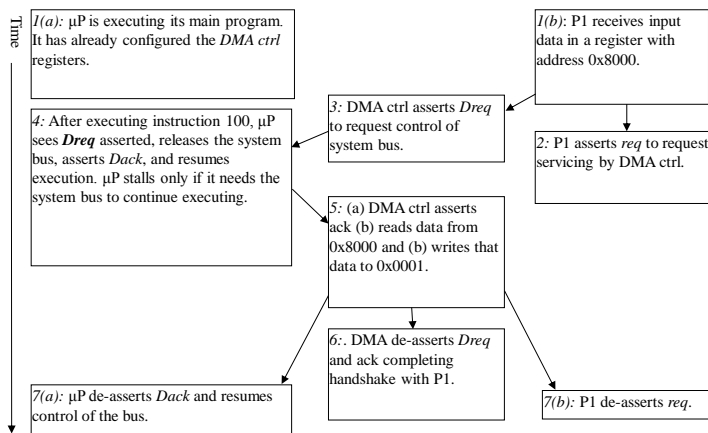 Time
1(a): μP is executing its main program.
It has already configured the DMA ctrl
registers.
1(b): P1 receives input
data in a register with
address 0x8000.
2: P1 asserts req to request
servicing by DMA ctrl.
3: DMA ctrl asserts Dreq
to request control of
system bus.
4: After executing instruction 100, μP
sees Dreq asserted, releases the system
bus, asserts Dack, and resumes
execution. μP stalls only if it needs the
system bus to continue executing.
5: (a) DMA ctrl asserts
ack (b) reads data from
0x8000 and (b) writes that
data to 0x0001.
6:. DMA de-asserts Dreq
and ack completing
handshake with P1.
7(a): μP de-asserts Dack and resumes
control of the bus.
7(b): P1 de-asserts req.